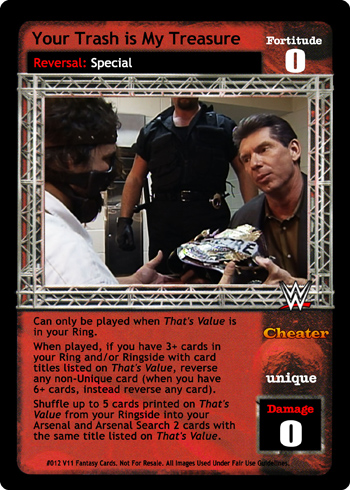 Your Trash is My Treasure
Fortitude
0
Reversal: Special
W
Can only be played when That's Value is
in your Ring.
When played, if you have 3+ cards in
your Ring and/or Ringside with card
titles listed on That's Value, reverse
any non-Unique card (when you have
6+ cards, instead reverse any card).
Shuffle up to 5 cards printed on That's
Value from your Ringside into your
Arsenal and Arsenal Search 2 cards with
the same title listed on That's Value.
Cheater
unique
Damage
0
#012 V11 Fantasy Cards. Not For Resale. All Images Used Under Fair Use Guidelines.